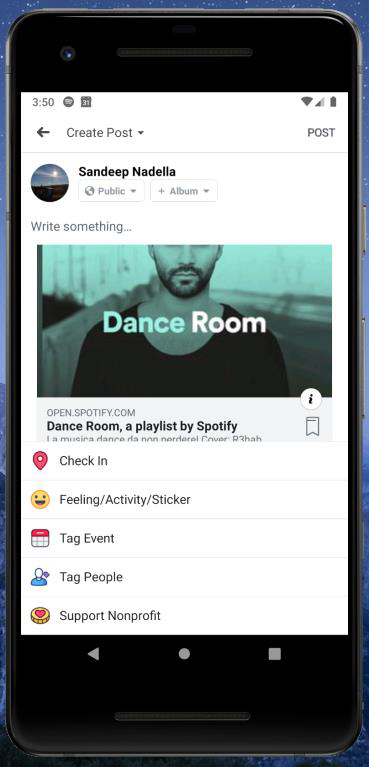 3:50 31
Create Post POST
Sandeep Nadella
Public + Album
Write something...
Dance Room
i
OPEN.SPOTIFY.COM
Dance Room, a playlist by Spotify
La musica dance da non perdere! Cover: R3hab
Check In
Feeling/Activity/Sticker
Tag Event
Tag People
Support Nonprofit